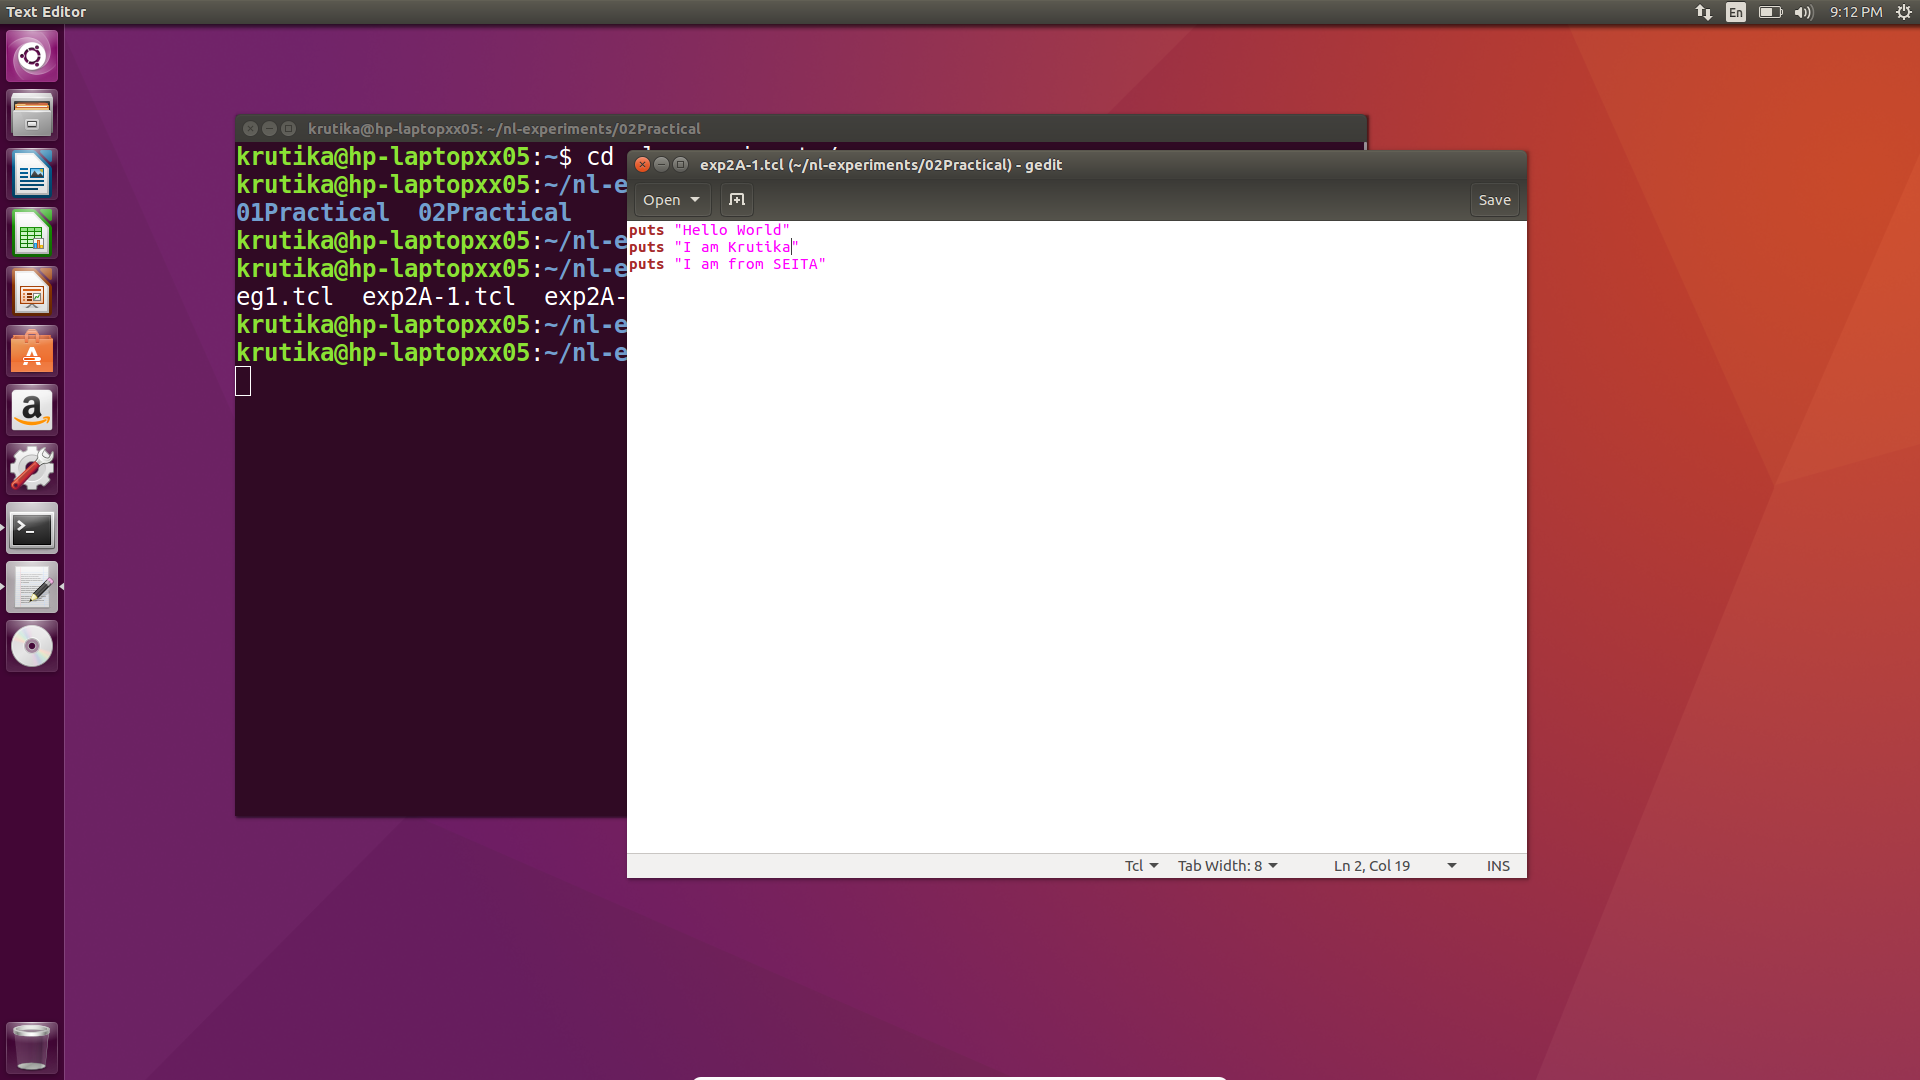 Text Editor
En
9:12 PM
krutika@hp-laptopxx05: ~/nl-experiments/02Practical
krutika@hp-laptopxx05:~$ cd
krutika@hp-laptopxx05:~/nl-e
01Practical 02Practical
krutika@hp-laptopxx05:~/nl-e
krutika@hp-laptopxx05:~/nl-e
eg1.tcl exp2A-1.tcl exp2A-
krutika@hp-laptopxx05:~/nl-e
krutika@hp-laptopxx05:~/nl-e
exp2A-1.tcl (~/nl-experiments/02Practical) - gedit
Open
Save
puts "Hello World"
puts "I am Krutika"
puts "I am from SEITA"
Tcl
Tab Width: 8
Ln 2, Col 19
INS